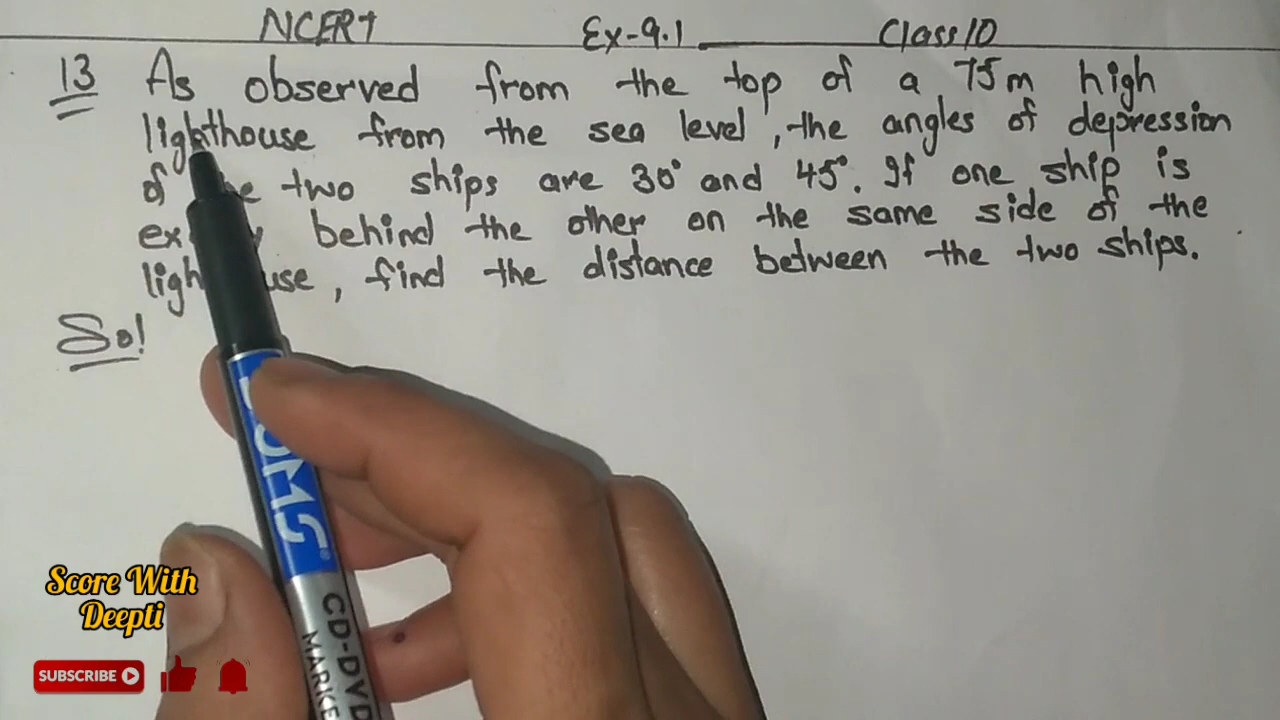 NCERT Ex-9.1 Class 10
13 As observed from the top of a 75m high
lighthouse from the sea level, the angles of depression
of two ships are 30° and 45°. If one ship is
behind the other on the same side of the
find the distance between the two ships.
Sol
Score With
Deepti
SUBSCRIBE
DOMS
CD-DVD
MARKE